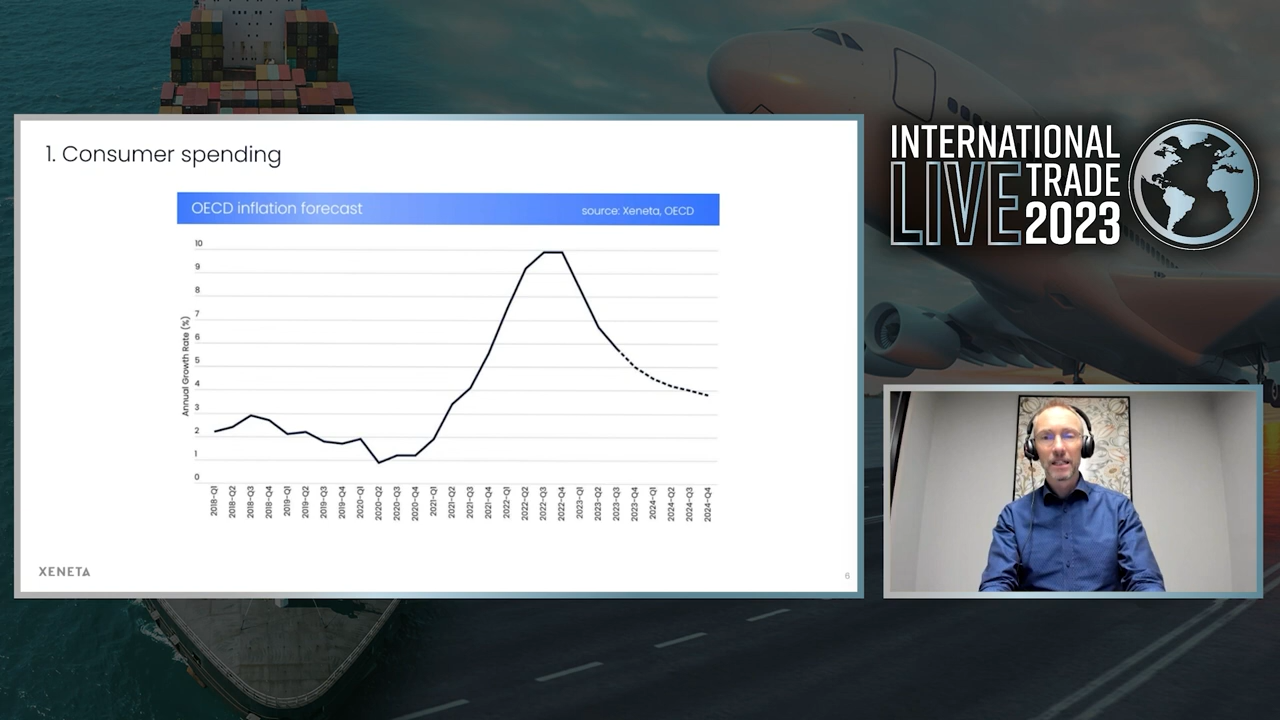 1. Consumer spending
OECD inflation forecast
source: Xeneta, OECD
Annual Growth Rate (%)
10
9
8
7
6
5
4
3
2
1
0
2018-Q1
2018-Q2
2018-Q3
2018-Q4
2019-Q1
2019-Q2
2019-Q3
2019-Q4
2020-Q1
2020-Q2
2020-Q3
2020-Q4
2021-Q1
2021-Q2
2021-Q3
2021-Q4
2022-Q1
2022-Q2
2022-Q3
2022-Q4
2023-Q1
2023-Q2
2023-Q3
2023-Q4
2024-Q1
2024-Q2
2024-Q3
2024-Q4
XENETA
6
INTERNATIONAL
LIVE TRADE
2023